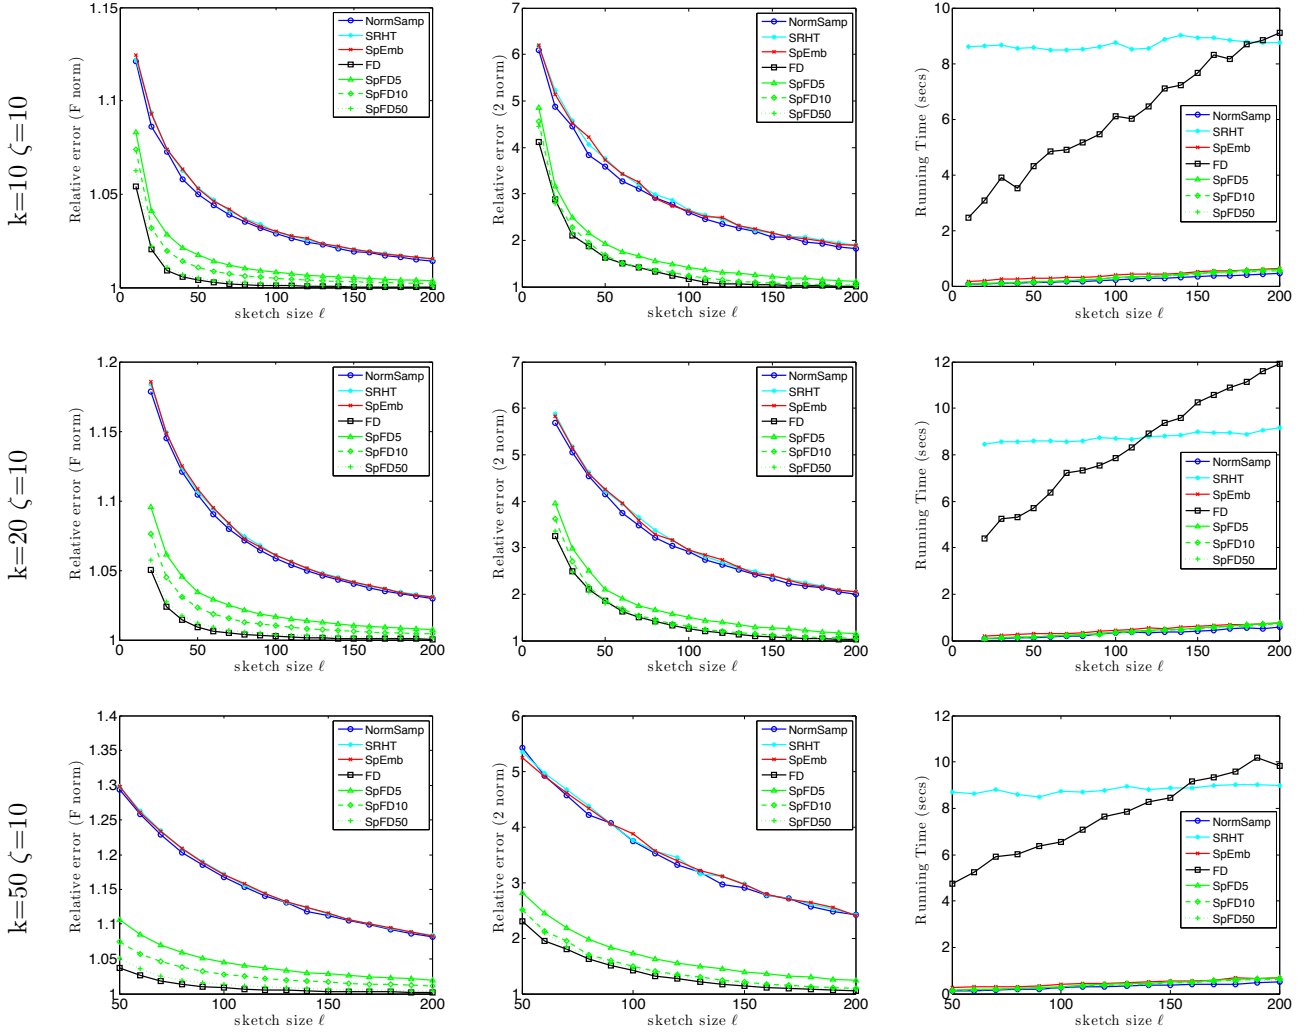 k=10 ζ=10
Relative error (F norm)
1.15
1.1
1.05
1
0 50 100 150 200
sketch size ℓ
NormSamp
SRHT
SpEmb
FD
SpFD5
SpFD10
SpFD50
Relative error (2 norm)
7
6
5
4
3
2
1
0 50 100 150 200
sketch size ℓ
NormSamp
SRHT
SpEmb
FD
SpFD5
SpFD10
SpFD50
Running Time (secs)
10
8
6
4
2
0
0 50 100 150 200
sketch size ℓ
NormSamp
SRHT
SpEmb
FD
SpFD5
SpFD10
SpFD50
k=20 ζ=10
Relative error (F norm)
1.2
1.15
1.1
1.05
1
0 50 100 150 200
sketch size ℓ
NormSamp
SRHT
SpEmb
FD
SpFD5
SpFD10
SpFD50
Relative error (2 norm)
7
6
5
4
3
2
1
0 50 100 150 200
sketch size ℓ
NormSamp
SRHT
SpEmb
FD
SpFD5
SpFD10
SpFD50
Running Time (secs)
12
10
8
6
4
2
0
0 50 100 150 200
sketch size ℓ
NormSamp
SRHT
SpEmb
FD
SpFD5
SpFD10
SpFD50
k=50 ζ=10
Relative error (F norm)
1.4
1.35
1.3
1.25
1.2
1.15
1.1
1.05
1
50 100 150 200
sketch size ℓ
NormSamp
SRHT
SpEmb
FD
SpFD5
SpFD10
SpFD50
Relative error (2 norm)
6
5
4
3
2
1
50 100 150 200
sketch size ℓ
NormSamp
SRHT
SpEmb
FD
SpFD5
SpFD10
SpFD50
Running Time (secs)
12
10
8
6
4
2
0
50 100 150 200
sketch size ℓ
NormSamp
SRHT
SpEmb
FD
SpFD5
SpFD10
SpFD50